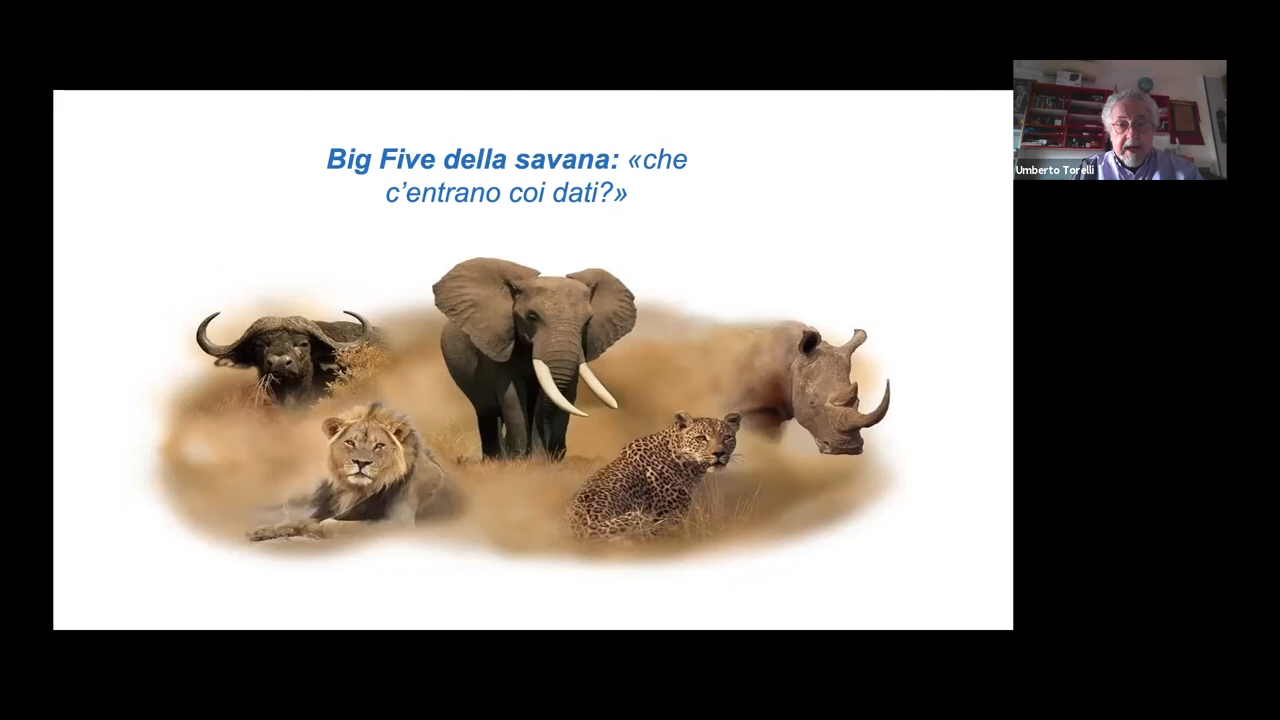 Big Five della savana: «che
c’entrano coi dati?»
Umberto Torelli